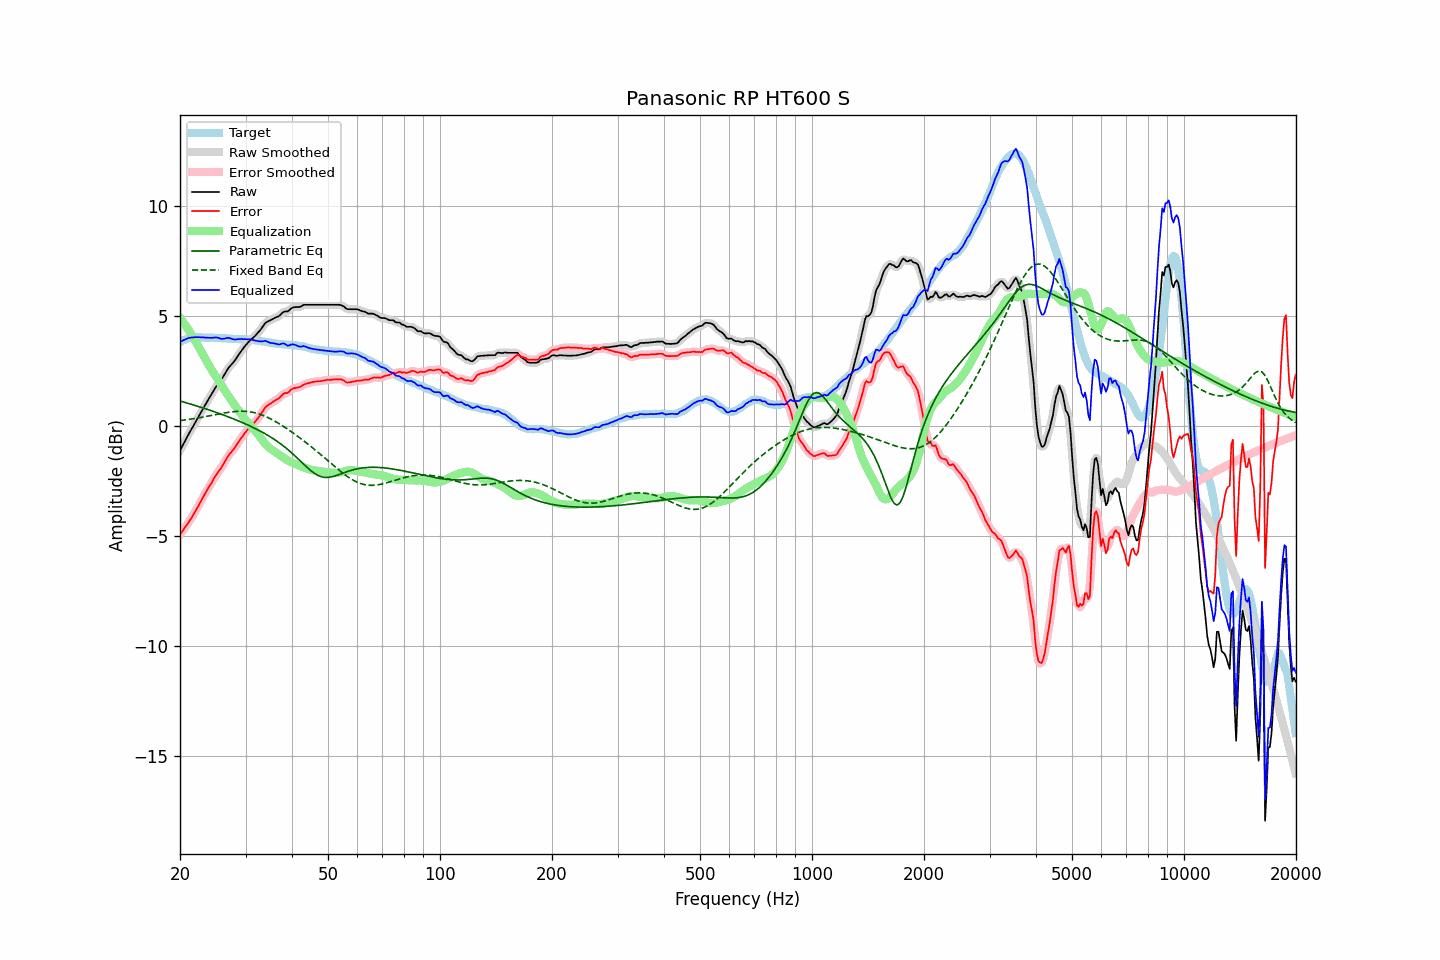 Panasonic RP HT600 S
Target
Raw Smoothed
Error Smoothed
Raw
Error
Equalization
Parametric Eq
Fixed Band Eq
Equalized
10
5
0
−5
−10
−15
Amplitude (dBr)
20
50
100
200
500
1000
2000
5000
10000
20000
Frequency (Hz)